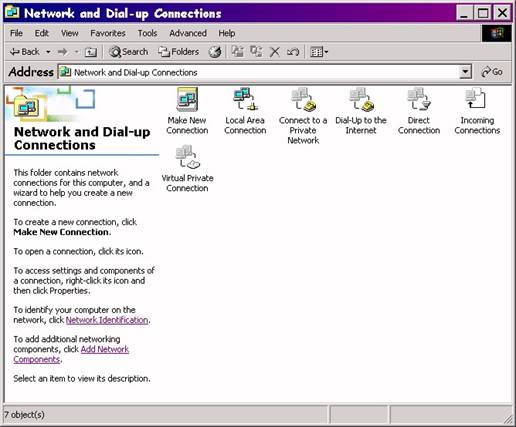 Network and Dial-up Connections
File Edit View Favorites Tools Advanced Help
Back Search Folders
Address Network and Dial-up Connections Go
Network and Dial-up
Connections
This folder contains network
connections for this computer, and a
wizard to help you create a new
connection.
To create a new connection, click
Make New Connection.
To open a connection, click its icon.
To access settings and components of
a connection, right-click its icon and
then click Properties.
To identify your computer on the
network, click Network Identification.
To add additional networking
components, click Add Network
Components.
Select an item to view its description.
Make New
Connection
Local Area
Connection
Connect to a
Private
Network
Dial-Up to the
Internet
Direct
Connection
Incoming
Connections
Virtual Private
Connection
7 object(s)